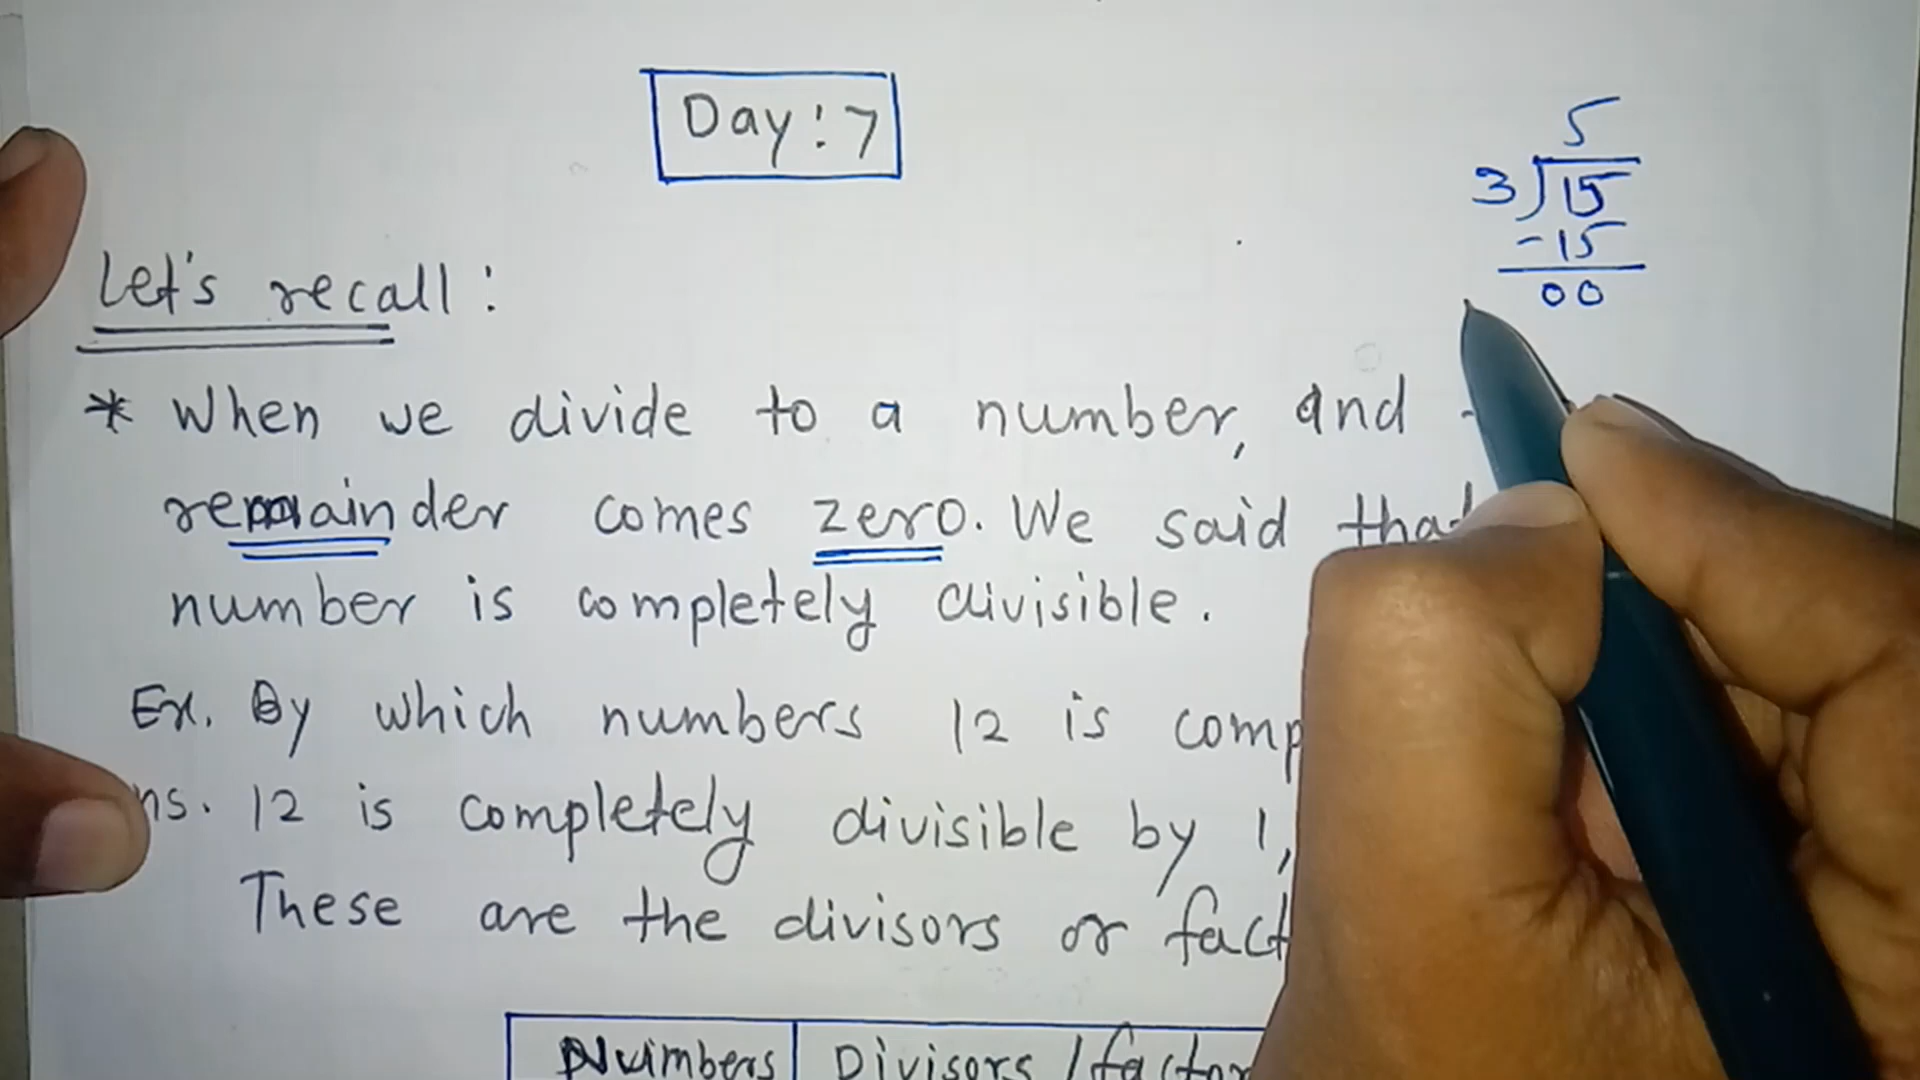 Day: 7
5
3 15
-15
00
Let's recall:
* When we divide to a number, and
remainder comes zero. We said that
number is completely divisible.
Ex. By which numbers 12 is comp
ns. 12 is completely divisible by 1,
These are the divisors or fact
Numbers Divisors / factor